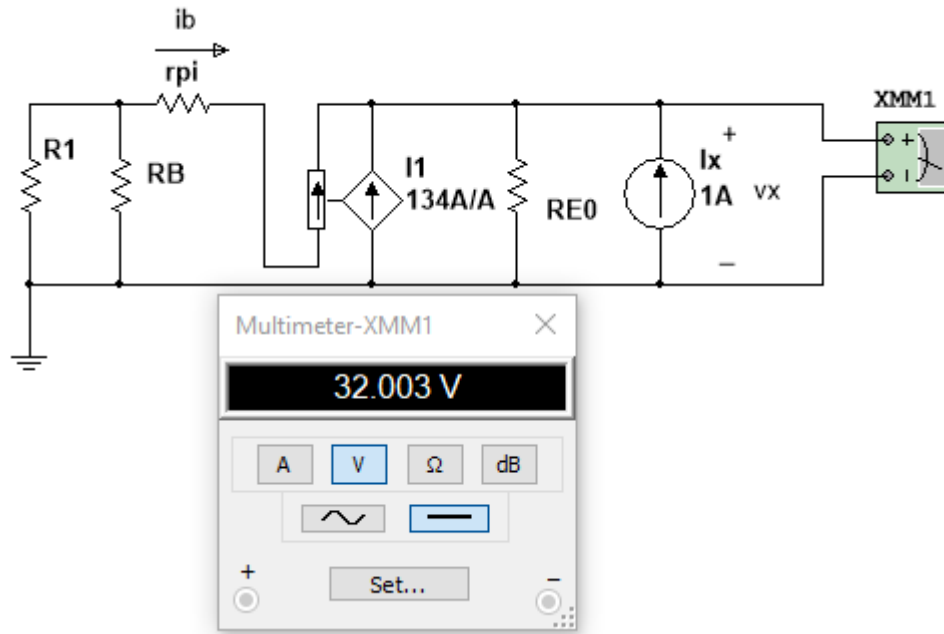 ib
rpi
R1
RB
I1
134A/A
RE0
Ix
1A
vx
+
−
XMM1
+
Multimeter-XMM1
32.003 V
A
V
Ω
dB
+
Set...
−